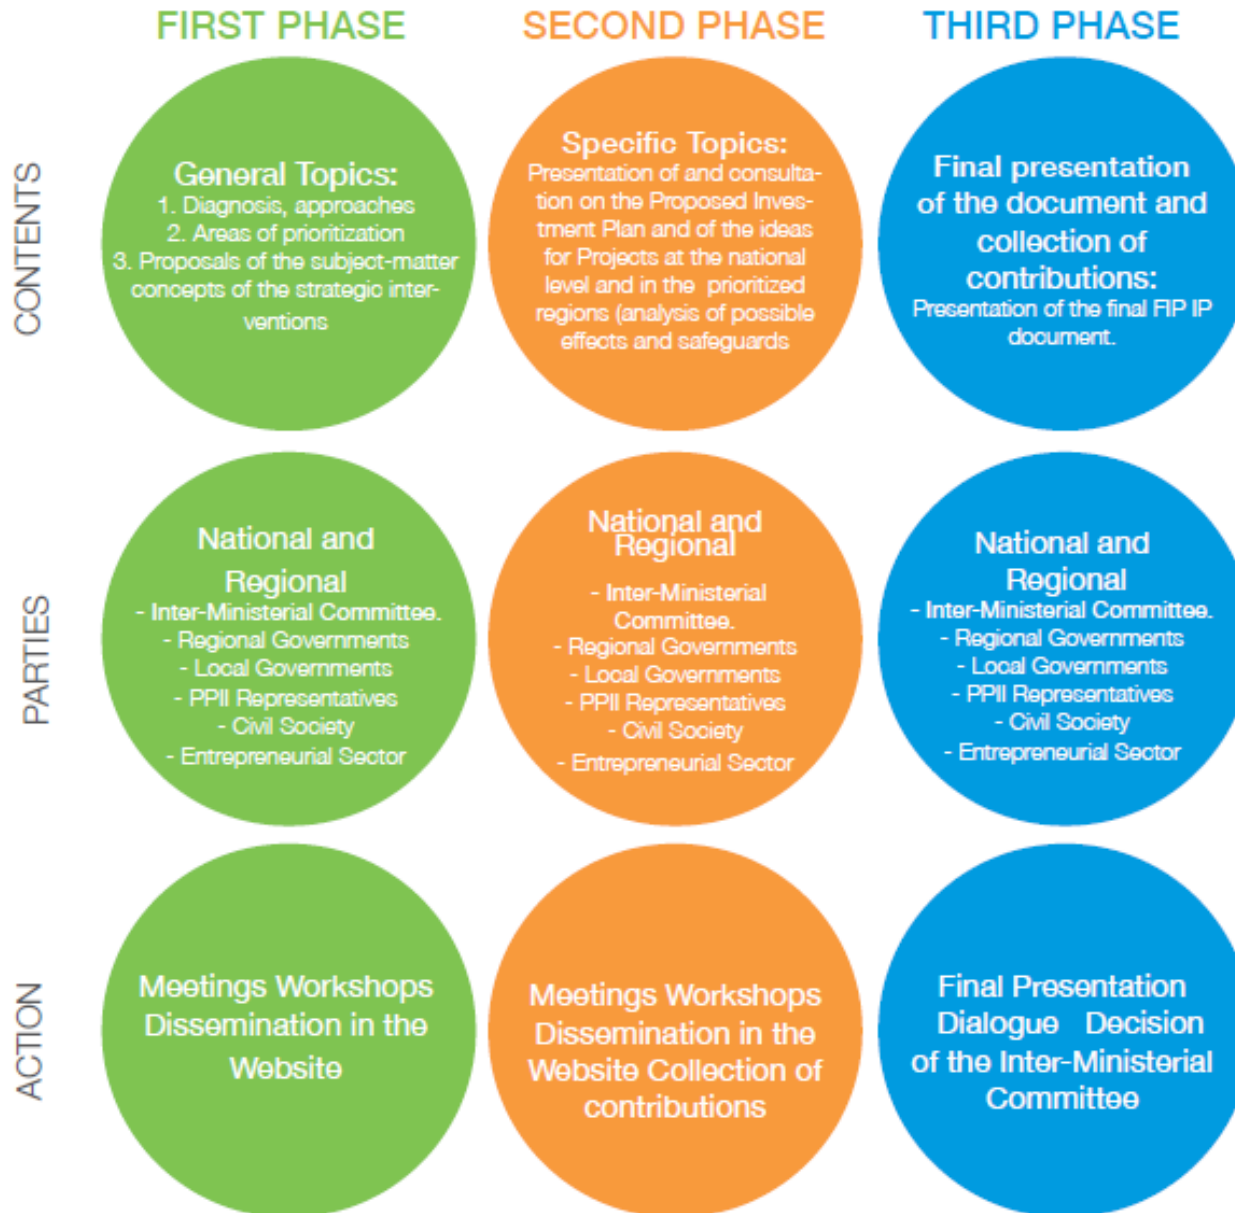 FIRST PHASE
SECOND PHASE
THIRD PHASE
CONTENTS
General Topics:
1. Diagnosis, approaches
2. Areas of prioritization
3. Proposals of the subject-matter
concepts of the strategic inter-
ventions
Specific Topics:
Presentation of and consulta-
tion on the Proposed Inves-
tment Plan and of the ideas
for Projects at the national
level and in the prioritized
regions (analysis of possible
effects and safeguards
Final presentation
of the document and
collection of
contributions:
Presentation of the final FIP IP
document.
PARTIES
National and
Regional
- Inter-Ministerial Committee.
- Regional Governments
- Local Governments
- PPII Representatives
- Civil Society
- Entrepreneurial Sector
National and
Regional
- Inter-Ministerial
Committee.
- Regional Governments
- Local Governments
- PPII Representatives
- Civil Society
- Entrepreneurial Sector
National and
Regional
- Inter-Ministerial Committee.
- Regional Governments
- Local Governments
- PPII Representatives
- Civil Society
- Entrepreneurial Sector
ACTION
Meetings Workshops
Dissemination in the
Website
Meetings Workshops
Dissemination in the
Website Collection of
contributions
Final Presentation
Dialogue Decision
of the Inter-Ministerial
Committee